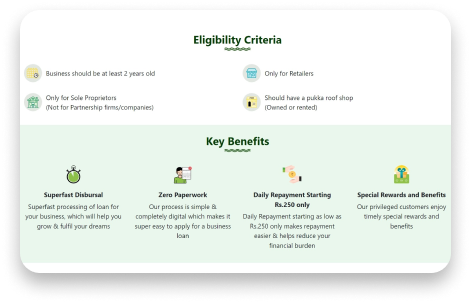 Eligibility Criteria
Business should be at least 2 years old
Only for Retailers
Only for Sole Proprietors
(Not for Partnership firms/companies)
Should have a pukka roof shop
(Owned or rented)
Key Benefits
Superfast Disbursal
Superfast processing of loan for
your business, which will help you
grow & fulfil your dreams
Zero Paperwork
Our process is simple &
completely digital which makes it
super easy to apply for a business
loan
Daily Repayment Starting
Rs.250 only
Daily Repayment starting as low as
Rs.250 only makes repayment
easier & helps reduce your
financial burden
Special Rewards and Benefits
Our privileged customers enjoy
timely special rewards and
benefits